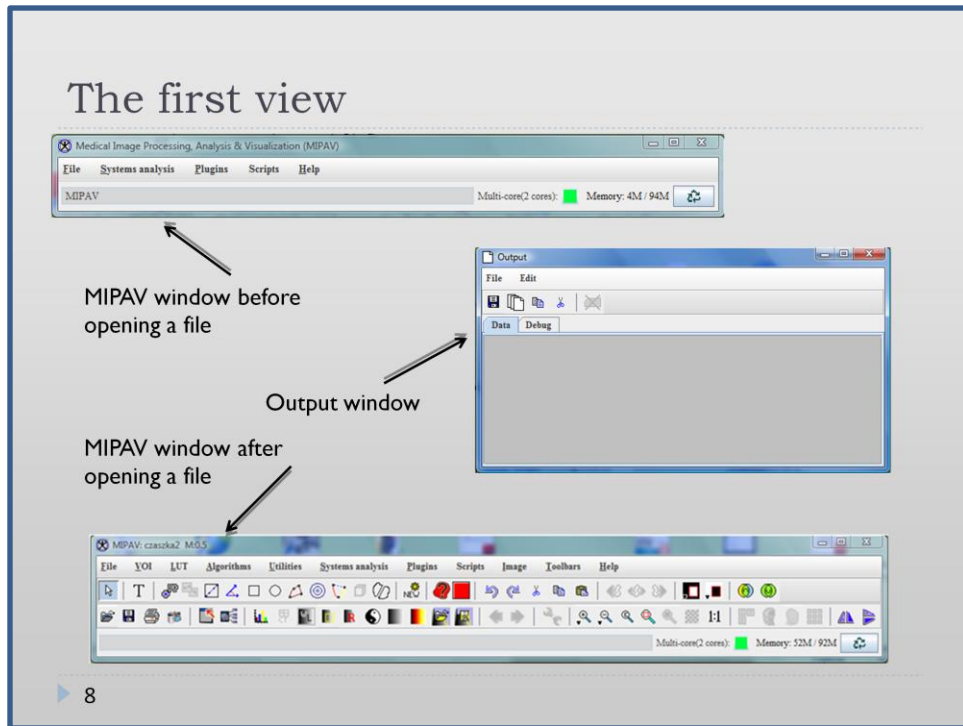 The first view
Medical Image Processing, Analysis & Visualization (MIPAV)
File Systems analysis Plugins Scripts Help
MIPAV Multi-core(2 cores): Memory: 4M / 94M
MIPAV window before
opening a file
Output
File Edit
Data Debug
Output window
MIPAV window after
opening a file
MIPAV: czaszka2 M:0.5
File VOI LUT Algorithms Utilities Systems analysis Plugins Scripts Image Toolbars Help
T NEU
1:1
Multi-core(2 cores): Memory: 52M / 92M
8